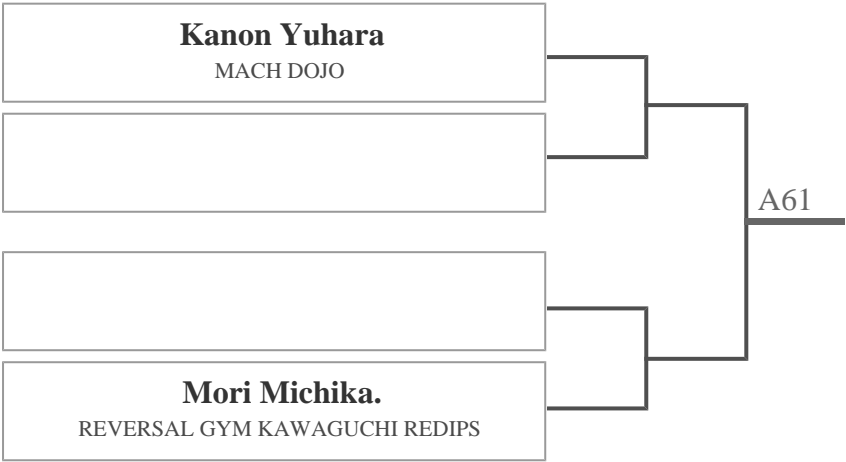 Kanon Yuhara
MACH DOJO
A61
Mori Michika.
REVERSAL GYM KAWAGUCHI REDIPS